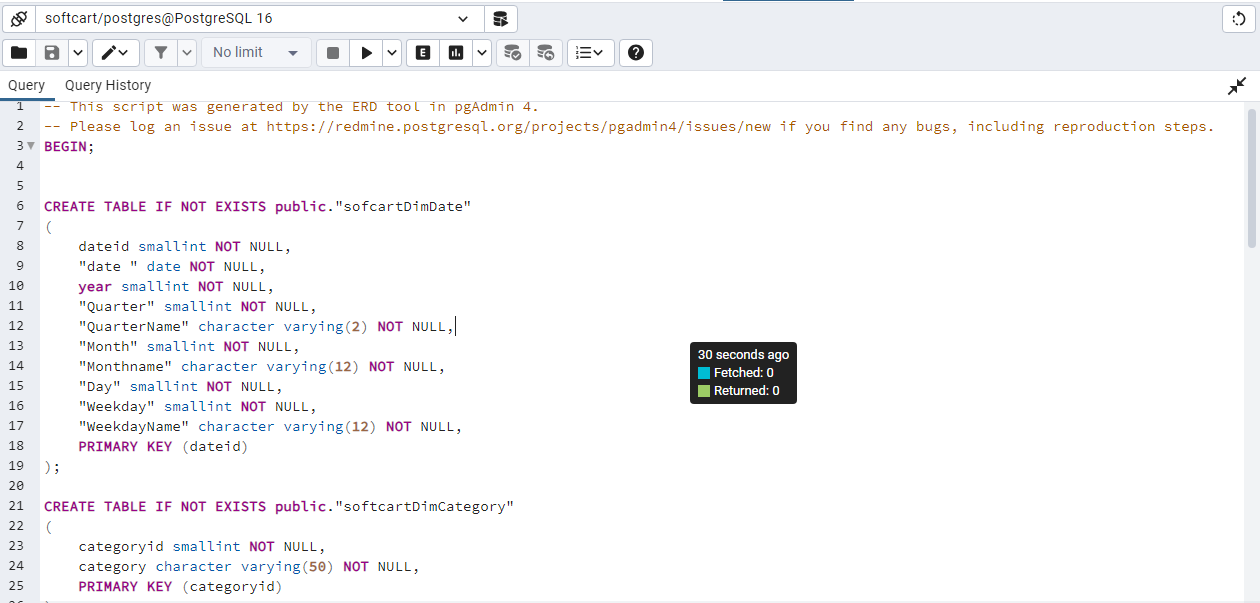 softcart/postgres@PostgreSQL 16
No limit
E
Query
Query History
1 -- This script was generated by the ERD tool in pgAdmin 4.
2 -- Please log an issue at https://redmine.postgresql.org/projects/pgadmin4/issues/new if you find any bugs, including reproduction steps.
3 BEGIN;
4
5
6 CREATE TABLE IF NOT EXISTS public."sofcartDimDate"
7 (
8 dateid smallint NOT NULL,
9 "date " date NOT NULL,
10 year smallint NOT NULL,
11 "Quarter" smallint NOT NULL,
12 "QuarterName" character varying(2) NOT NULL,
13 "Month" smallint NOT NULL,
14 "Monthname" character varying(12) NOT NULL,
15 "Day" smallint NOT NULL,
16 "Weekday" smallint NOT NULL,
17 "WeekdayName" character varying(12) NOT NULL,
18 PRIMARY KEY (dateid)
19 );
20
21 CREATE TABLE IF NOT EXISTS public."softcartDimCategory"
22 (
23 categoryid smallint NOT NULL,
24 category character varying(50) NOT NULL,
25 PRIMARY KEY (categoryid)
30 seconds ago
Fetched: 0
Returned: 0